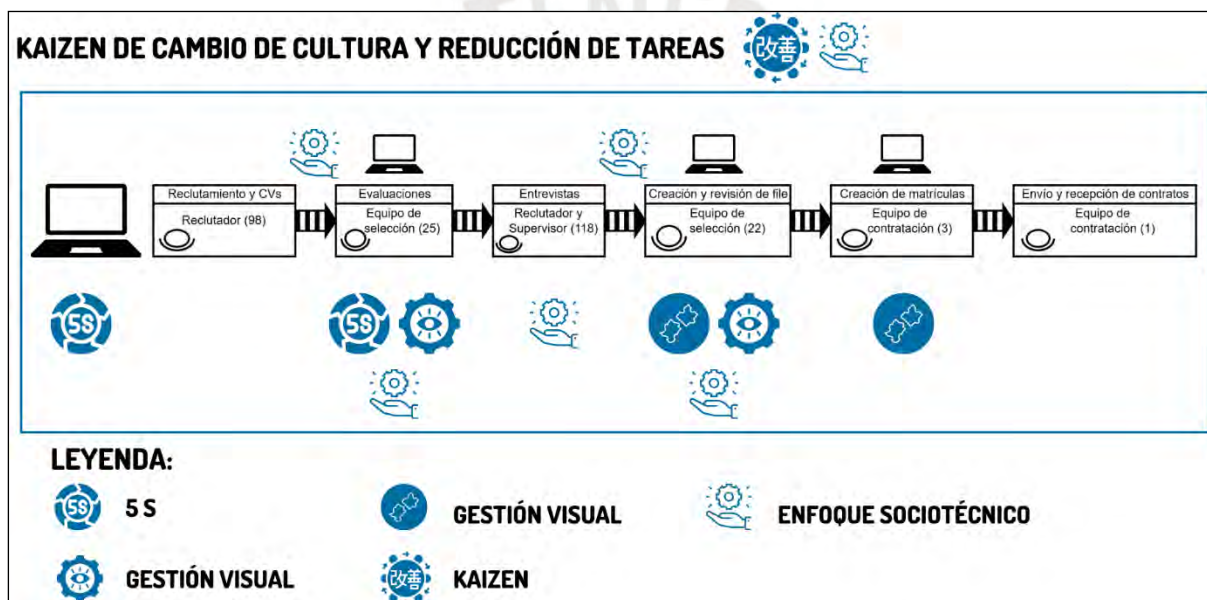 KAIZEN DE CAMBIO DE CULTURA Y REDUCCIÓN DE TAREAS
改善
Reclutamiento y CVs
Reclutador (98)
Evaluaciones
Equipo de
selección (25)
Entrevistas
Reclutador y
Supervisor (118)
Creación y revisión de file
Equipo de
selección (22)
Creación de matrículas
Equipo de
contratación (3)
Envío y recepción de contratos
Equipo de
contratación (1)
5S
5S
LEYENDA:
5S
5 S
GESTIÓN VISUAL
ENFOQUE SOCIOTÉCNICO
GESTIÓN VISUAL
改善
KAIZEN